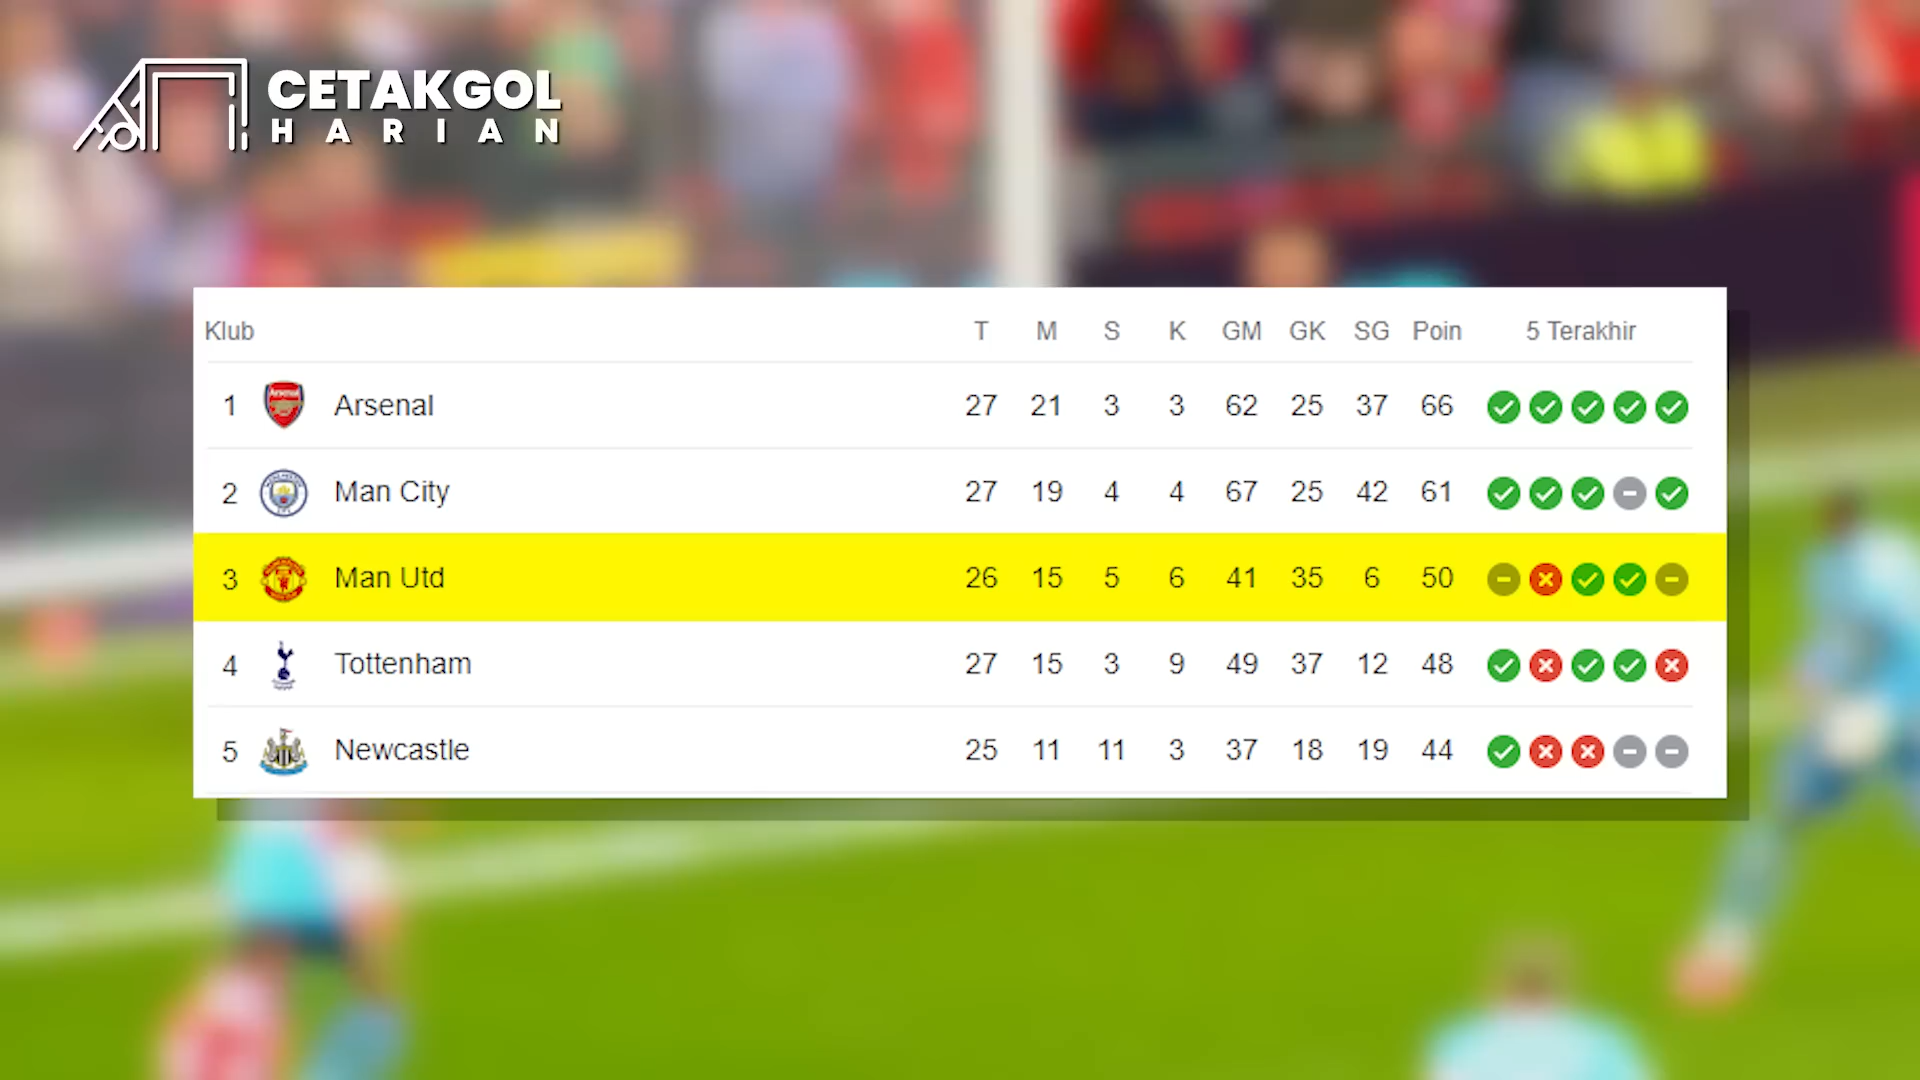 CETAKGOL
HARIAN
Klub T M S K GM GK SG Poin 5 Terakhir
1 Arsenal 27 21 3 3 62 25 37 66
2 Man City 27 19 4 4 67 25 42 61
3 Man Utd 26 15 5 6 41 35 6 50
4 Tottenham 27 15 3 9 49 37 12 48
5 Newcastle 25 11 11 3 37 18 19 44